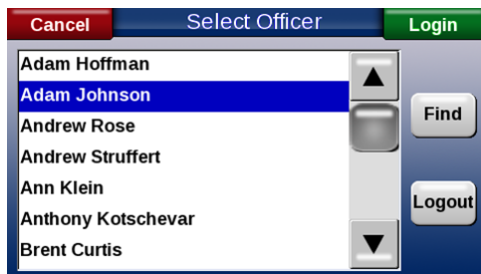 Cancel
Select Officer
Login
Adam Hoffman
Adam Johnson
Andrew Rose
Andrew Struffert
Ann Klein
Anthony Kotschevar
Brent Curtis
Find
Logout